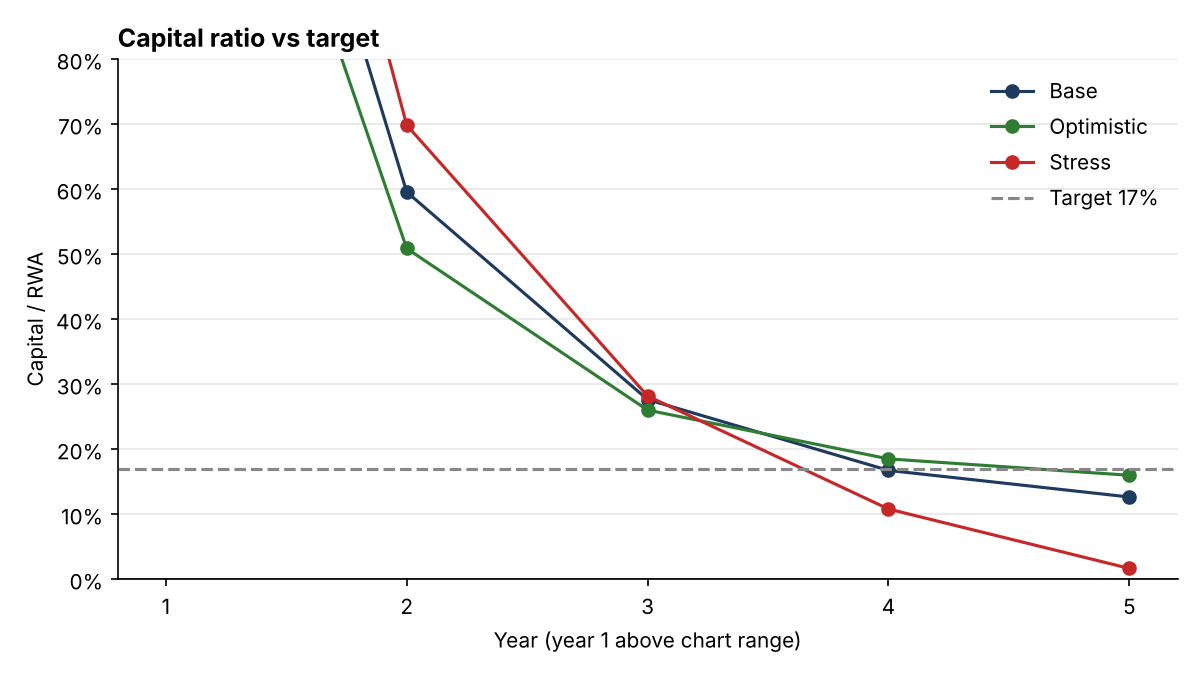 Capital ratio vs target
80%
70%
60%
50%
40%
30%
20%
10%
0%
Capital / RWA
Base
Optimistic
Stress
Target 17%
1 2 3 4 5
Year (year 1 above chart range)